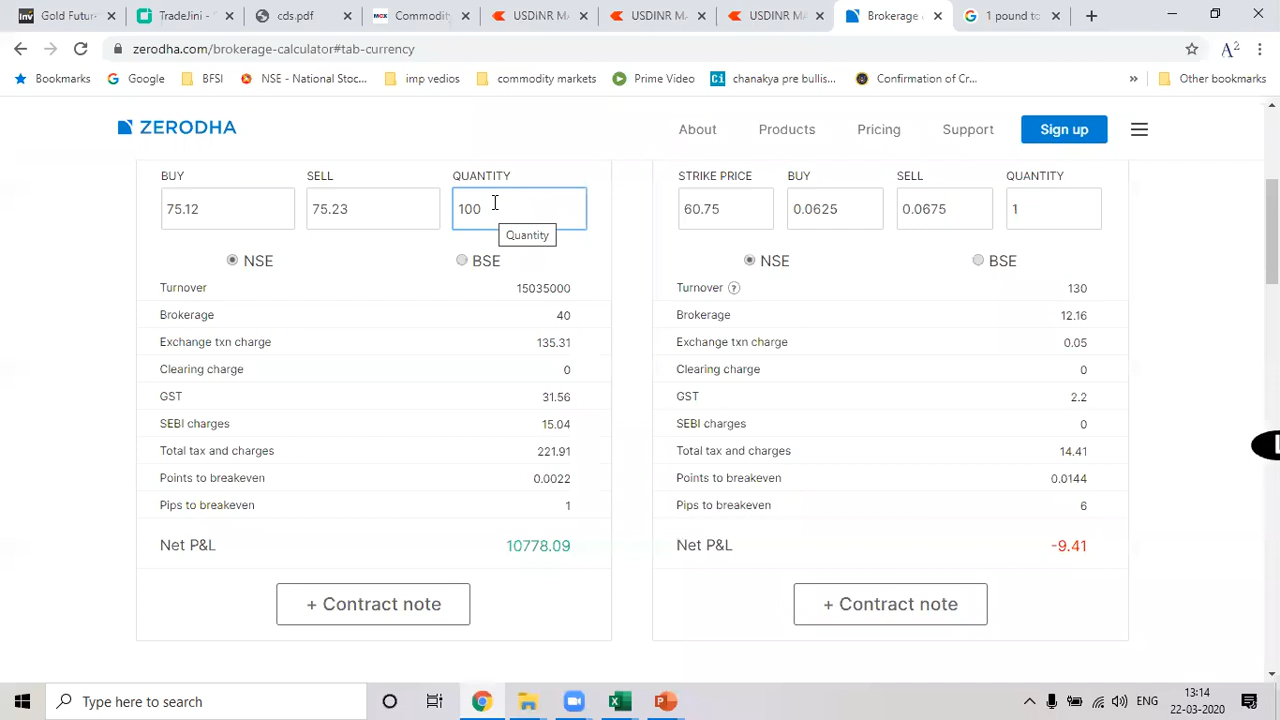 Gold Futur
TradeJini -
cds.pdf
Commodity
USDINR MA
USDINR MA
USDINR MA
Brokerage
1 pound to
zerodha.com/brokerage-calculator#tab-currency
Bookmarks
Google
BFSI
NSE - National Stoc...
imp vedios
commodity markets
Prime Video
chanakya pre bullis...
Confirmation of Cr...
»
Other bookmarks
ZERODHA
About
Products
Pricing
Support
Sign up
BUY
SELL
QUANTITY
75.12
75.23
100
Quantity
NSE
BSE
Turnover 15035000
Brokerage 40
Exchange txn charge 135.31
Clearing charge 0
GST 31.56
SEBI charges 15.04
Total tax and charges 221.91
Points to breakeven 0.0022
Pips to breakeven 1
Net P&L 10778.09
+ Contract note
STRIKE PRICE
BUY
SELL
QUANTITY
60.75
0.0625
0.0675
1
NSE
BSE
Turnover ? 130
Brokerage 12.16
Exchange txn charge 0.05
Clearing charge 0
GST 2.2
SEBI charges 0
Total tax and charges 14.41
Points to breakeven 0.0144
Pips to breakeven 6
Net P&L -9.41
+ Contract note
Type here to search
ENG
13:14
22-03-2020